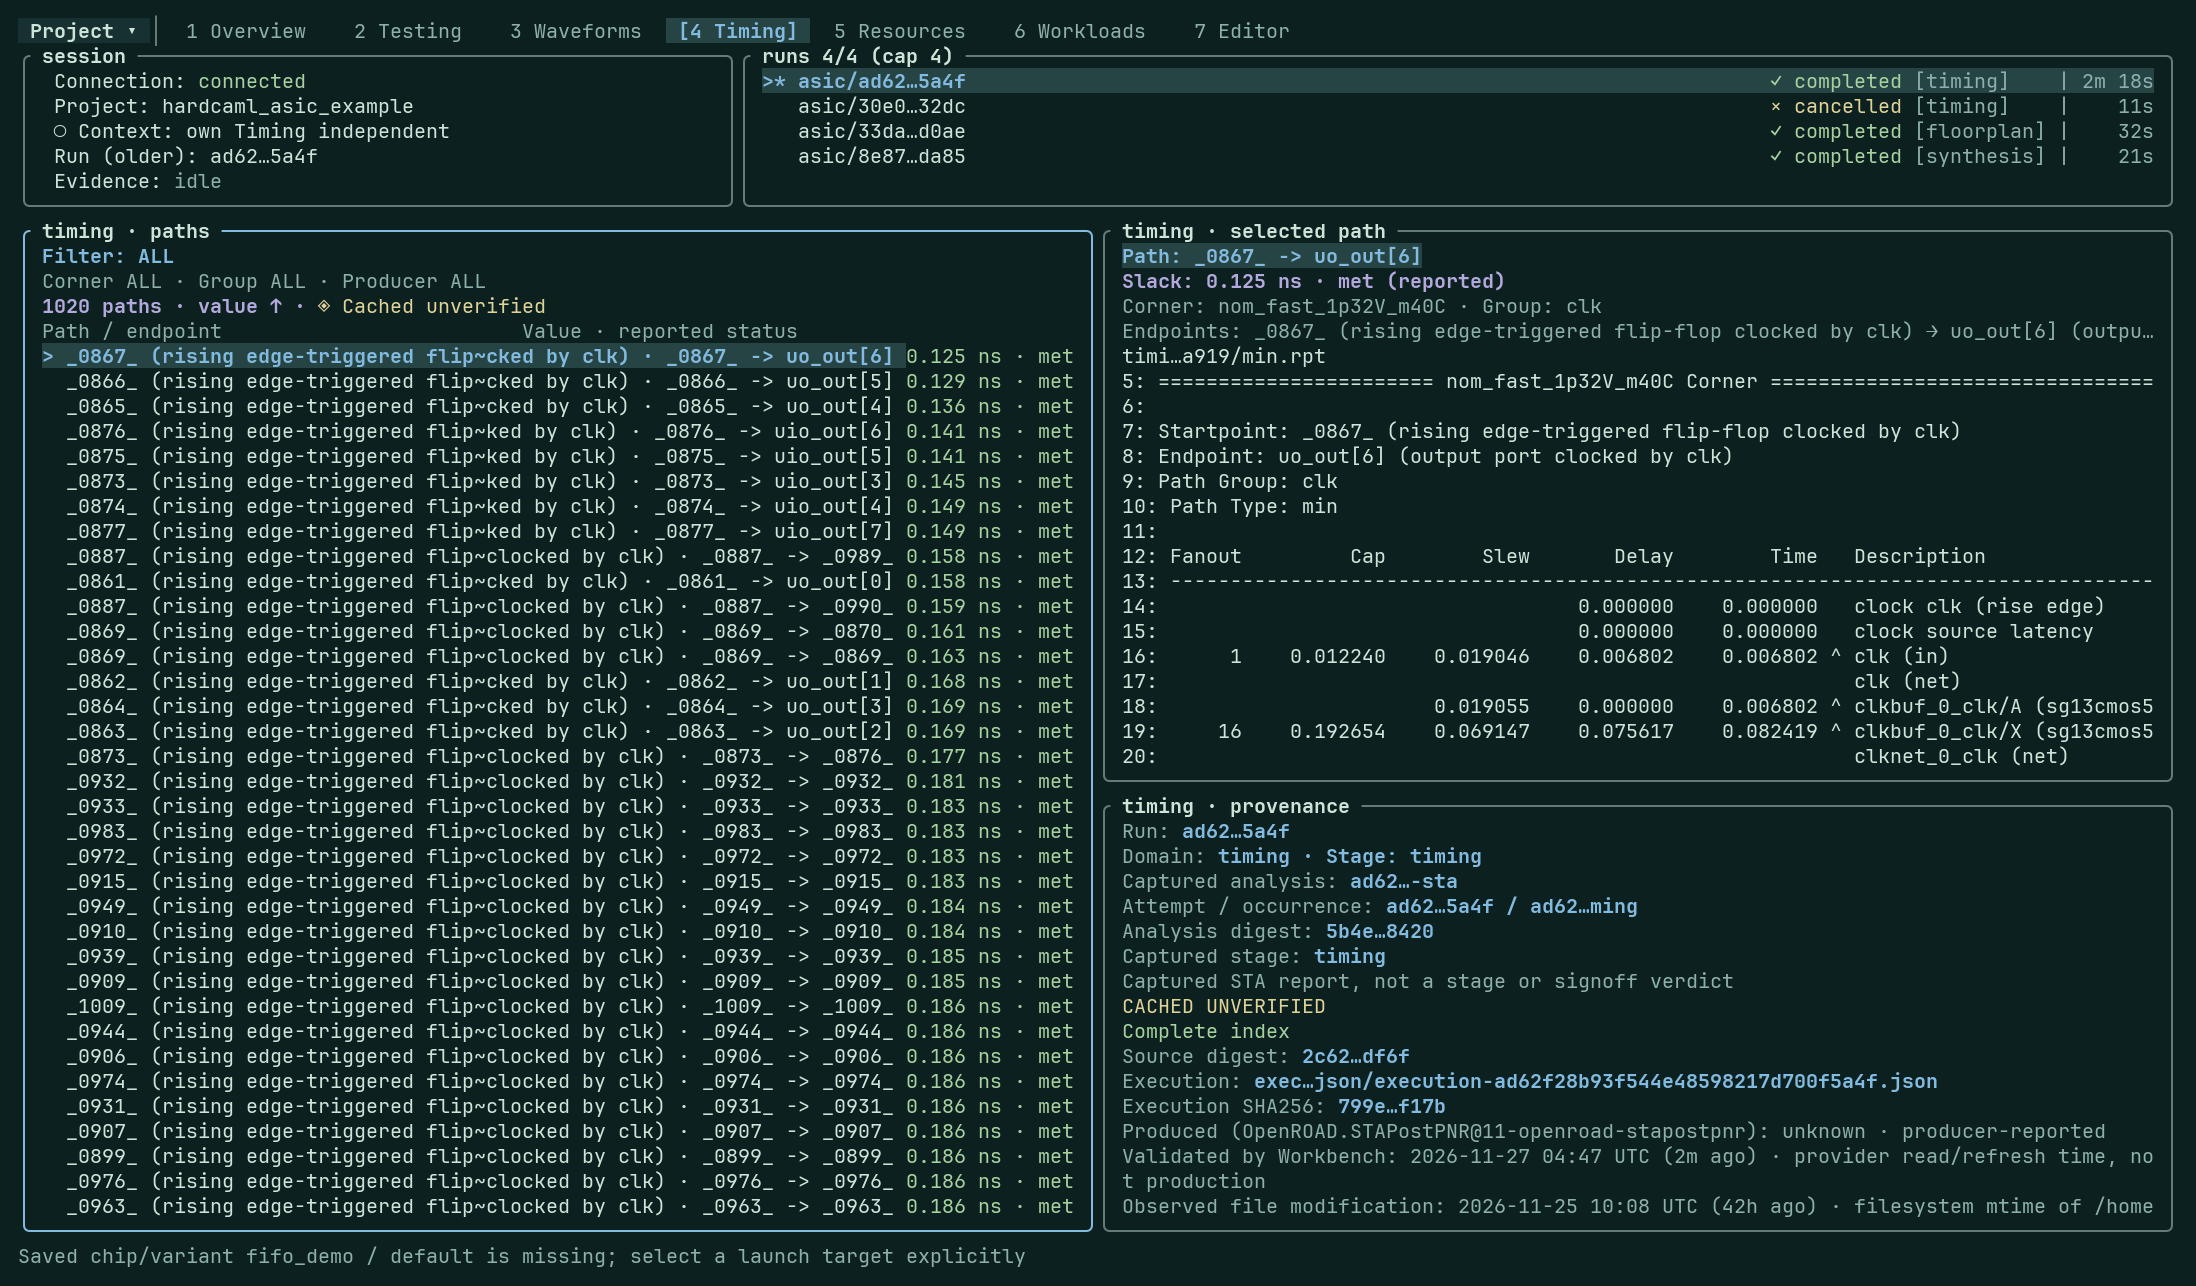 Project ▾ │ 1 Overview 2 Testing 3 Waveforms [4 Timing] 5 Resources 6 Workloads 7 Editor
session
Connection: connected
Project: hardcaml_asic_example
○ Context: own Timing independent
Run (older): ad62…5a4f
Evidence: idle
runs 4/4 (cap 4)
>* asic/ad62…5a4f ✓ completed [timing] | 2m 18s
asic/30e0…32dc × cancelled [timing] | 11s
asic/33da…d0ae ✓ completed [floorplan] | 32s
asic/8e87…da85 ✓ completed [synthesis] | 21s
timing · paths
Filter: ALL
Corner ALL · Group ALL · Producer ALL
1020 paths · value ↑ · ◈ Cached unverified
Path / endpoint Value · reported status
> _0867_ (rising edge-triggered flip~cked by clk) · _0867_ -> uo_out[6] 0.125 ns · met
_0866_ (rising edge-triggered flip~cked by clk) · _0866_ -> uo_out[5] 0.129 ns · met
_0865_ (rising edge-triggered flip~cked by clk) · _0865_ -> uo_out[4] 0.136 ns · met
_0876_ (rising edge-triggered flip~ked by clk) · _0876_ -> uio_out[6] 0.141 ns · met
_0875_ (rising edge-triggered flip~ked by clk) · _0875_ -> uio_out[5] 0.141 ns · met
_0873_ (rising edge-triggered flip~ked by clk) · _0873_ -> uio_out[3] 0.145 ns · met
_0874_ (rising edge-triggered flip~ked by clk) · _0874_ -> uio_out[4] 0.149 ns · met
_0877_ (rising edge-triggered flip~ked by clk) · _0877_ -> uio_out[7] 0.149 ns · met
_0887_ (rising edge-triggered flip~clocked by clk) · _0887_ -> _0989_ 0.158 ns · met
_0861_ (rising edge-triggered flip~cked by clk) · _0861_ -> uo_out[0] 0.158 ns · met
_0887_ (rising edge-triggered flip~clocked by clk) · _0887_ -> _0990_ 0.159 ns · met
_0869_ (rising edge-triggered flip~clocked by clk) · _0869_ -> _0870_ 0.161 ns · met
_0869_ (rising edge-triggered flip~clocked by clk) · _0869_ -> _0869_ 0.163 ns · met
_0862_ (rising edge-triggered flip~cked by clk) · _0862_ -> uo_out[1] 0.168 ns · met
_0864_ (rising edge-triggered flip~cked by clk) · _0864_ -> uo_out[3] 0.169 ns · met
_0863_ (rising edge-triggered flip~cked by clk) · _0863_ -> uo_out[2] 0.169 ns · met
_0873_ (rising edge-triggered flip~clocked by clk) · _0873_ -> _0876_ 0.177 ns · met
_0932_ (rising edge-triggered flip~clocked by clk) · _0932_ -> _0932_ 0.181 ns · met
_0933_ (rising edge-triggered flip~clocked by clk) · _0933_ -> _0933_ 0.183 ns · met
_0983_ (rising edge-triggered flip~clocked by clk) · _0983_ -> _0983_ 0.183 ns · met
_0972_ (rising edge-triggered flip~clocked by clk) · _0972_ -> _0972_ 0.183 ns · met
_0915_ (rising edge-triggered flip~clocked by clk) · _0915_ -> _0915_ 0.183 ns · met
_0949_ (rising edge-triggered flip~clocked by clk) · _0949_ -> _0949_ 0.184 ns · met
_0910_ (rising edge-triggered flip~clocked by clk) · _0910_ -> _0910_ 0.184 ns · met
_0939_ (rising edge-triggered flip~clocked by clk) · _0939_ -> _0939_ 0.185 ns · met
_0909_ (rising edge-triggered flip~clocked by clk) · _0909_ -> _0909_ 0.185 ns · met
_1009_ (rising edge-triggered flip~clocked by clk) · _1009_ -> _1009_ 0.186 ns · met
_0944_ (rising edge-triggered flip~clocked by clk) · _0944_ -> _0944_ 0.186 ns · met
_0906_ (rising edge-triggered flip~clocked by clk) · _0906_ -> _0906_ 0.186 ns · met
_0974_ (rising edge-triggered flip~clocked by clk) · _0974_ -> _0974_ 0.186 ns · met
_0931_ (rising edge-triggered flip~clocked by clk) · _0931_ -> _0931_ 0.186 ns · met
_0907_ (rising edge-triggered flip~clocked by clk) · _0907_ -> _0907_ 0.186 ns · met
_0899_ (rising edge-triggered flip~clocked by clk) · _0899_ -> _0899_ 0.186 ns · met
_0976_ (rising edge-triggered flip~clocked by clk) · _0976_ -> _0976_ 0.186 ns · met
_0963_ (rising edge-triggered flip~clocked by clk) · _0963_ -> _0963_ 0.186 ns · met
timing · selected path
Path: _0867_ -> uo_out[6]
Slack: 0.125 ns · met (reported)
Corner: nom_fast_1p32V_m40C · Group: clk
Endpoints: _0867_ (rising edge-triggered flip-flop clocked by clk) → uo_out[6] (outpu…
timi…a919/min.rpt
5: ======================= nom_fast_1p32V_m40C Corner ================================
6:
7: Startpoint: _0867_ (rising edge-triggered flip-flop clocked by clk)
8: Endpoint: uo_out[6] (output port clocked by clk)
9: Path Group: clk
10: Path Type: min
11:
12: Fanout Cap Slew Delay Time Description
13: ----------------------------------------------------------------------------------
14: 0.000000 0.000000 clock clk (rise edge)
15: 0.000000 0.000000 clock source latency
16: 1 0.012240 0.019046 0.006802 0.006802 ^ clk (in)
17: clk (net)
18: 0.019055 0.000000 0.006802 ^ clkbuf_0_clk/A (sg13cmos5
19: 16 0.192654 0.069147 0.075617 0.082419 ^ clkbuf_0_clk/X (sg13cmos5
20: clknet_0_clk (net)
timing · provenance
Run: ad62…5a4f
Domain: timing · Stage: timing
Captured analysis: ad62…-sta
Attempt / occurrence: ad62…5a4f / ad62…ming
Analysis digest: 5b4e…8420
Captured stage: timing
Captured STA report, not a stage or signoff verdict
CACHED UNVERIFIED
Complete index
Source digest: 2c62…df6f
Execution: exec…json/execution-ad62f28b93f544e48598217d700f5a4f.json
Execution SHA256: 799e…f17b
Produced (OpenROAD.STAPostPNR@11-openroad-stapostpnr): unknown · producer-reported
Validated by Workbench: 2026-11-27 04:47 UTC (2m ago) · provider read/refresh time, no
t production
Observed file modification: 2026-11-25 10:08 UTC (42h ago) · filesystem mtime of /home
Saved chip/variant fifo_demo / default is missing; select a launch target explicitly